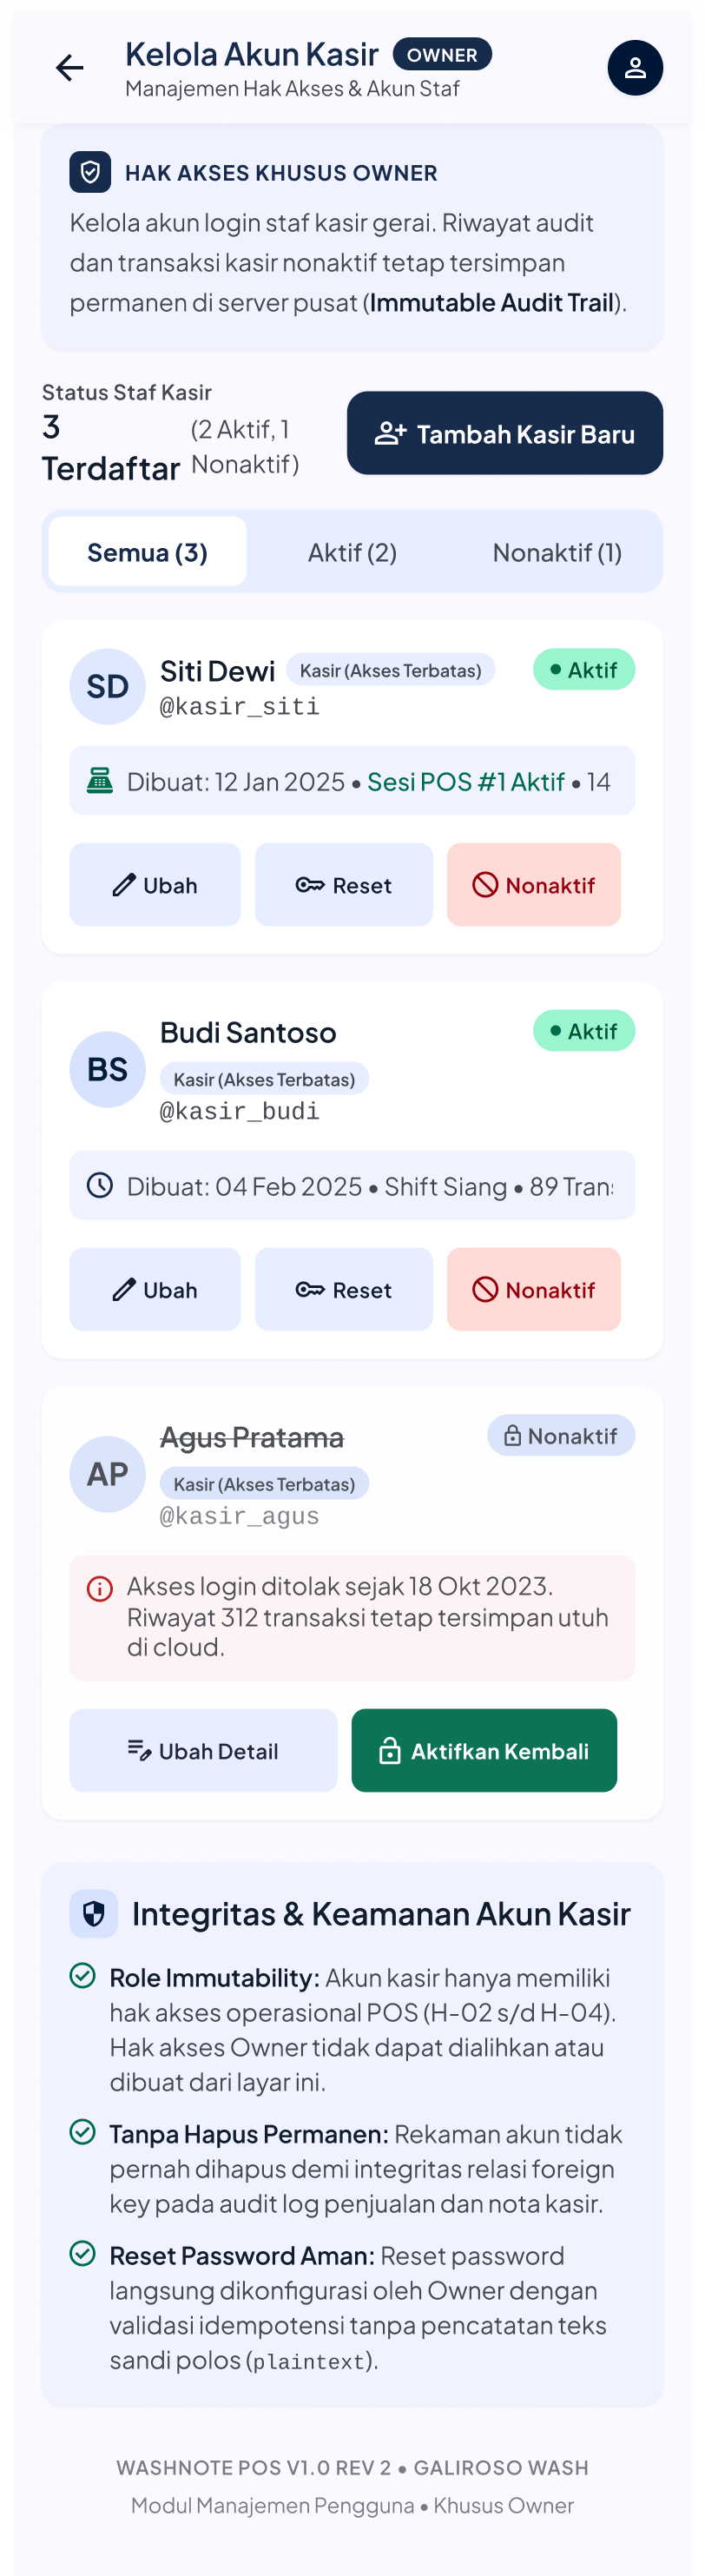 Kelola Akun Kasir OWNER
Manajemen Hak Akses & Akun Staf
HAK AKSES KHUSUS OWNER
Kelola akun login staf kasir gerai. Riwayat audit
dan transaksi kasir nonaktif tetap tersimpan
permanen di server pusat (Immutable Audit Trail).
Status Staf Kasir
3
Terdaftar
(2 Aktif, 1
Nonaktif)
Tambah Kasir Baru
Semua (3) Aktif (2) Nonaktif (1)
SD
Siti Dewi Kasir (Akses Terbatas)
@kasir_siti
• Aktif
Dibuat: 12 Jan 2025 • Sesi POS #1 Aktif • 14
Ubah Reset Nonaktif
BS
Budi Santoso
Kasir (Akses Terbatas)
@kasir_budi
• Aktif
Dibuat: 04 Feb 2025 • Shift Siang • 89 Tran
Ubah Reset Nonaktif
AP
Agus Pratama
Kasir (Akses Terbatas)
@kasir_agus
Nonaktif
Akses login ditolak sejak 18 Okt 2023.
Riwayat 312 transaksi tetap tersimpan utuh
di cloud.
Ubah Detail Aktifkan Kembali
Integritas & Keamanan Akun Kasir
Role Immutability: Akun kasir hanya memiliki
hak akses operasional POS (H-02 s/d H-04).
Hak akses Owner tidak dapat dialihkan atau
dibuat dari layar ini.
Tanpa Hapus Permanen: Rekaman akun tidak
pernah dihapus demi integritas relasi foreign
key pada audit log penjualan dan nota kasir.
Reset Password Aman: Reset password
langsung dikonfigurasi oleh Owner dengan
validasi idempotensi tanpa pencatatan teks
sandi polos (plaintext).
WASHNOTE POS V1.0 REV 2 • GALIROSO WASH
Modul Manajemen Pengguna • Khusus Owner